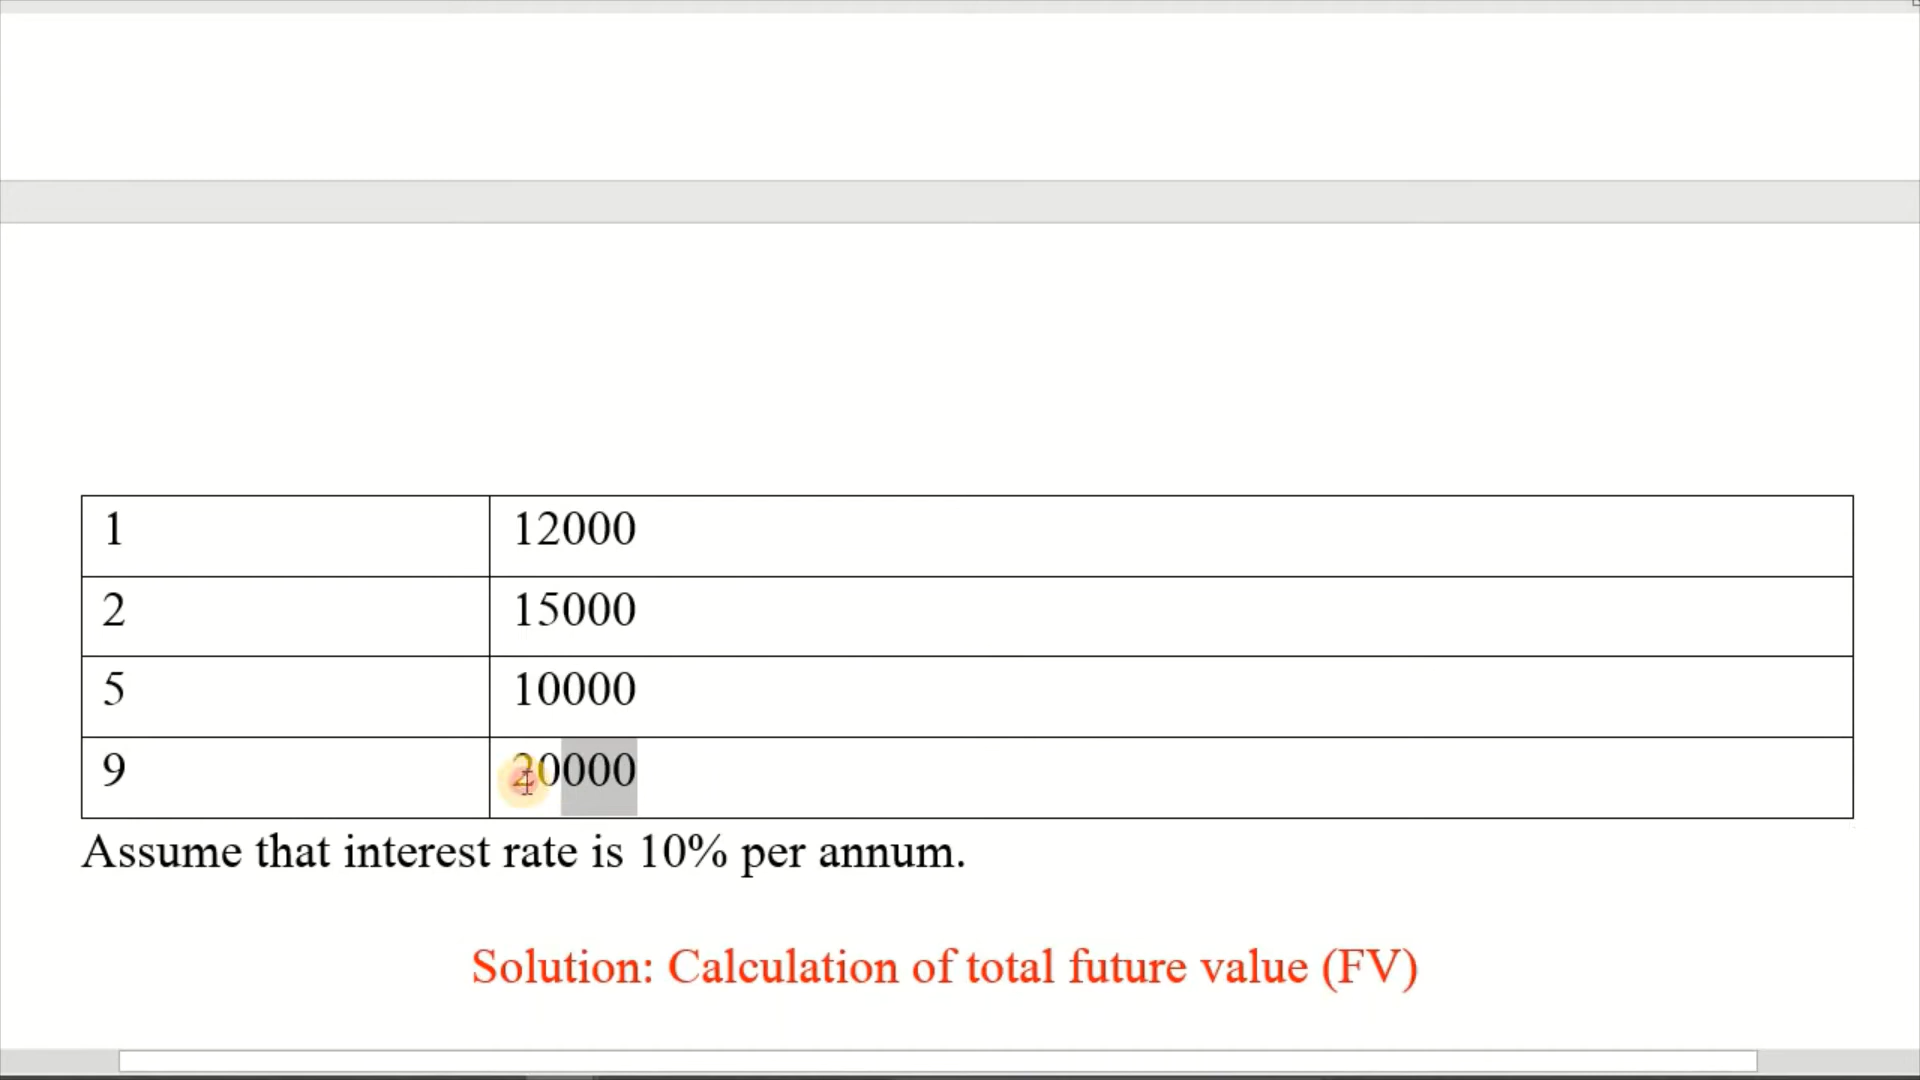 1 12000
2 15000
5 10000
9 20000
Assume that interest rate is 10% per annum.
Solution: Calculation of total future value (FV)